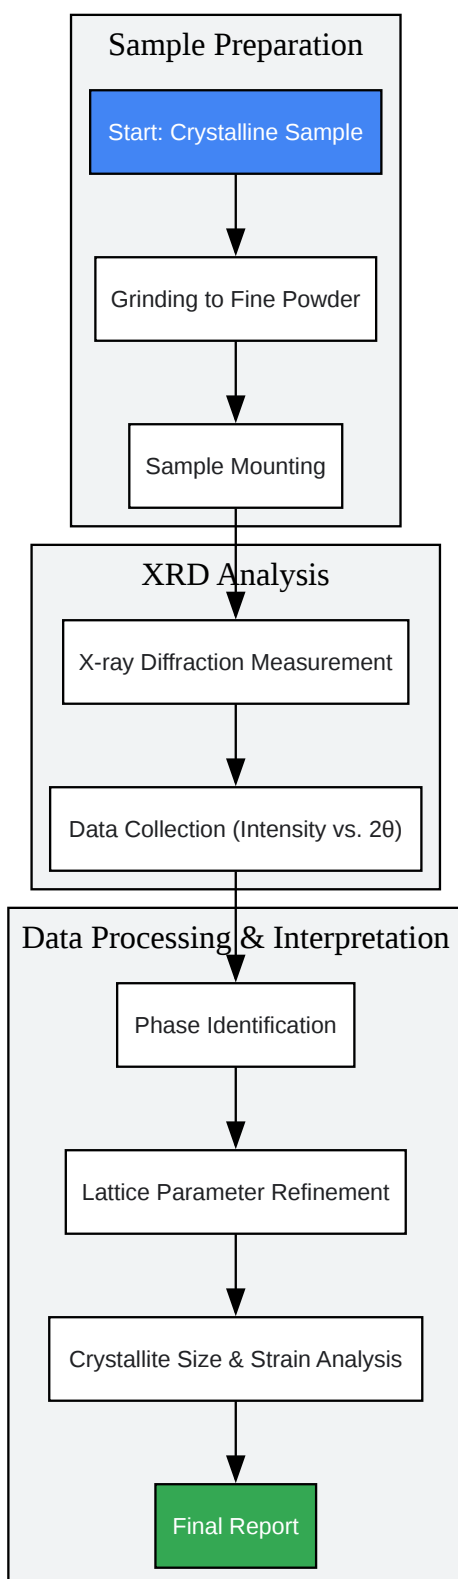 Sample Preparation
Start: Crystalline Sample
Grinding to Fine Powder
Sample Mounting
XRD Analysis
X-ray Diffraction Measurement
Data Collection (Intensity vs. 2θ)
Data Processing & Interpretation
Phase Identification
Lattice Parameter Refinement
Crystallite Size & Strain Analysis
Final Report